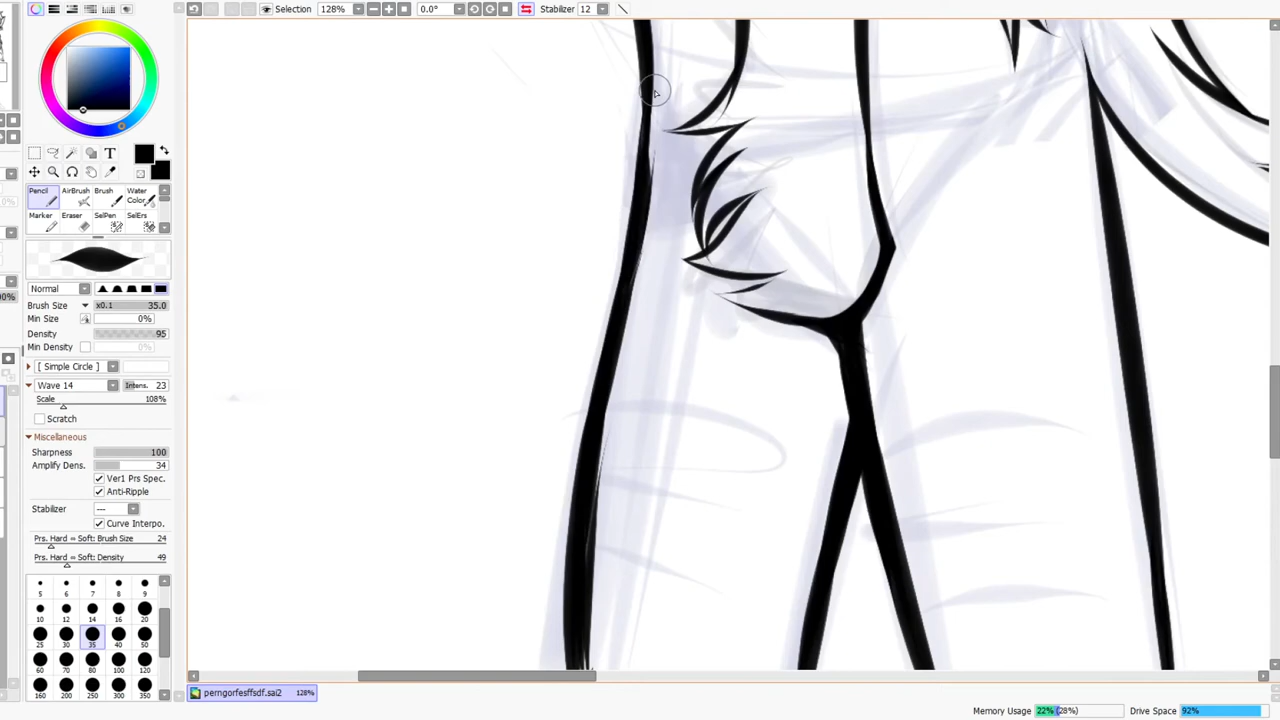 Selection 128% 0.0° Stabilizer 12
T
Pencil AirBrush Brush Water Color
Marker Eraser SelPen SelErs
Normal
Brush Size x0.1 35.0
Min Size 0%
Density 95
Min Density 0%
[ Simple Circle ]
Wave 14 Intens. 23
Scale 108%
Scratch
Miscellaneous
Sharpness 100
Amplify Dens. 34
Ver1 Prs Spec.
Anti-Ripple
Stabilizer ---
Curve Interpo.
Prs. Hard = Soft: Brush Size 24
Prs. Hard = Soft: Density 49
5 6 7 8 9
10 12 14 16 20
25 30 35 40 50
60 70 80 100 120
160 200 250 300 350
perngorfesffsdf.sai2 128%
Memory Usage 22% (28%) Drive Space 92%